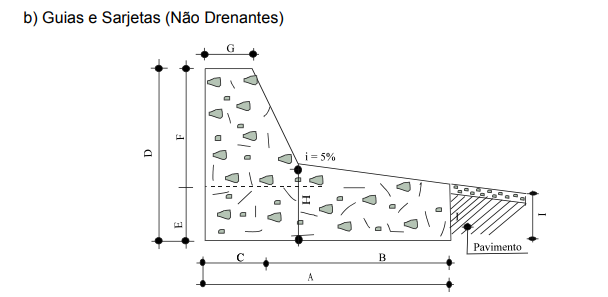 b) Guias e Sarjetas (Não Drenantes)
G
i = 5%
F
D
H
E
I
Pavimento
C
B
A